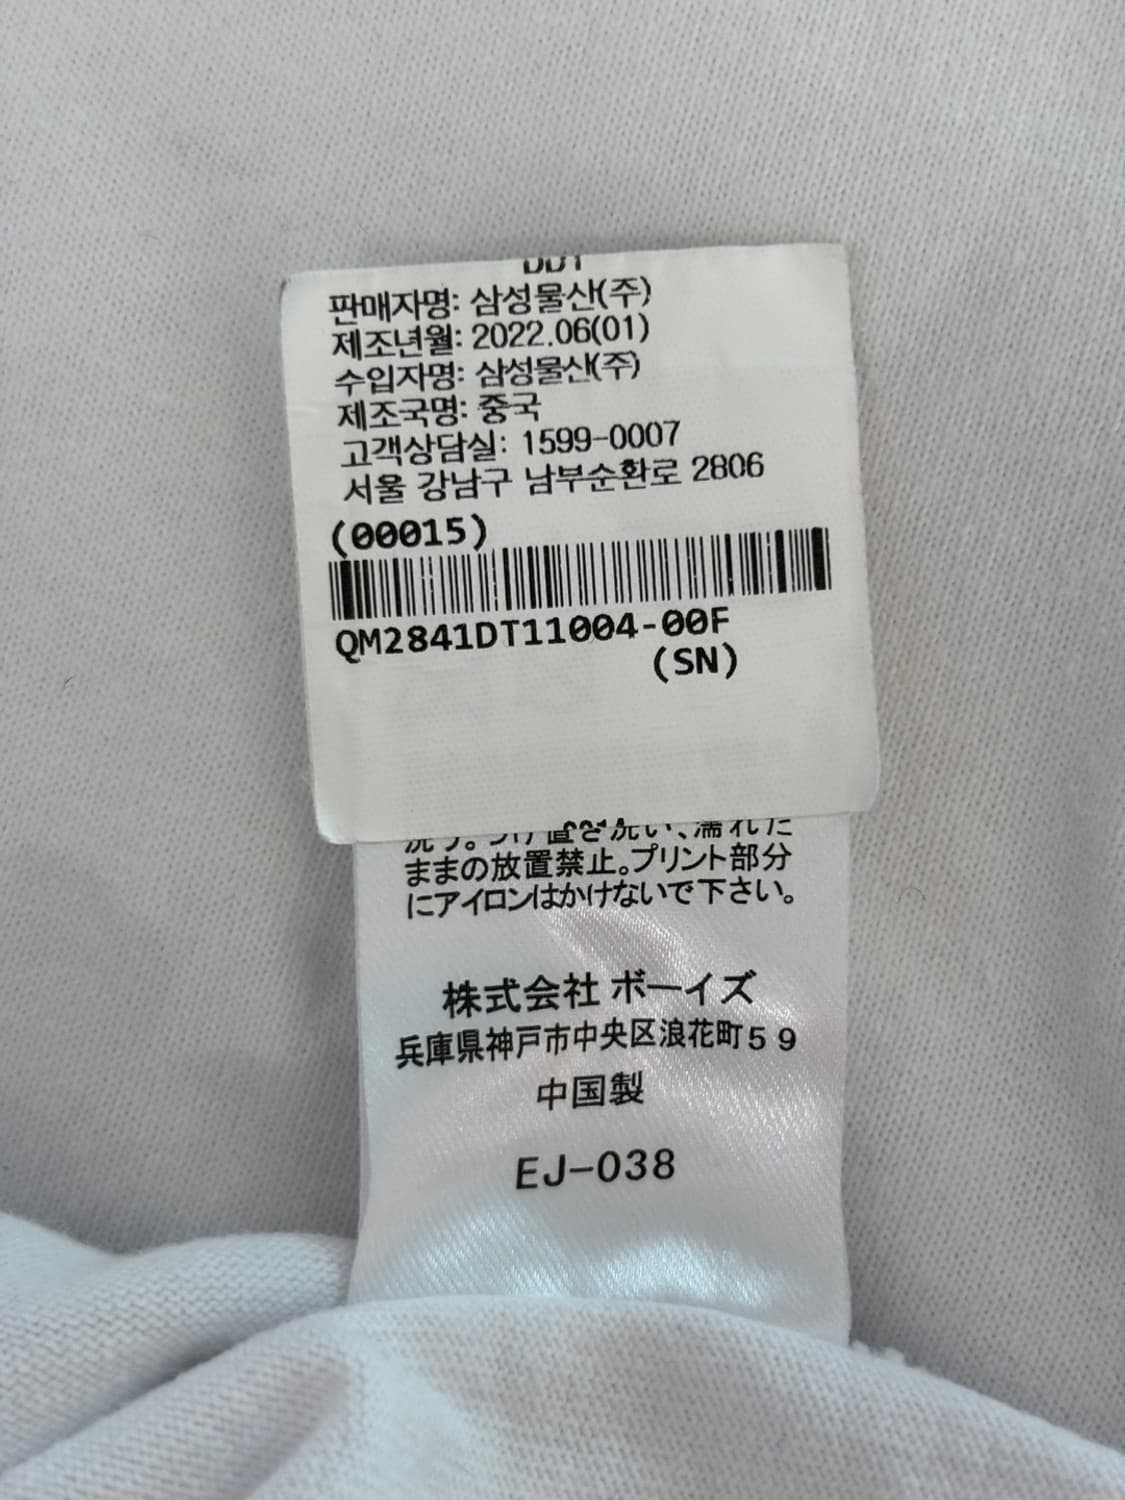 판매자명: 삼성물산(주)
제조년월: 2022.06(01)
수입자명: 삼성물산(주)
제조국명: 중국
고객상담실: 1599-0007
서울 강남구 남부순환로 2806
(00015)
QM2841DT11004-00F
(SN)
洗い、濡れた
ままの放置禁止。プリント部分
にアイロンはかけないで下さい。
株式会社 ボーイズ
兵庫県神戸市中央区浪花町59
中国製
EJ-038